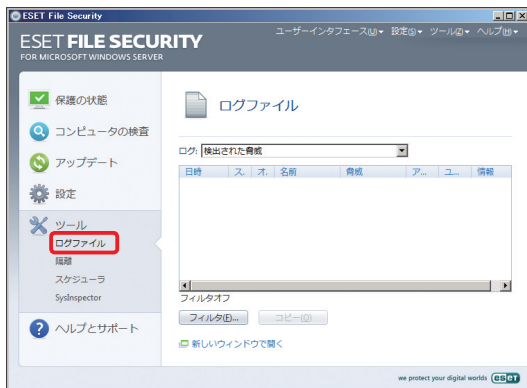 ESET File Security
ESET FILE SECURITY
FOR MICROSOFT WINDOWS SERVER
ユーザーインタフェース(U)▾ 設定(S)▾ ツール(Z)▾ ヘルプ(H)▾
保護の状態
コンピュータの検査
アップデート
設定
ツール
ログファイル
隔離
スケジューラ
SysInspector
ヘルプとサポート
ログファイル
ログ: 検出された脅威
日時 ス. オ. 名前 脅威 ア... ユ... 情報
フィルタオフ
フィルタ(F)... コピー(O)
新しいウィンドウで開く
we protect your digital worlds eset